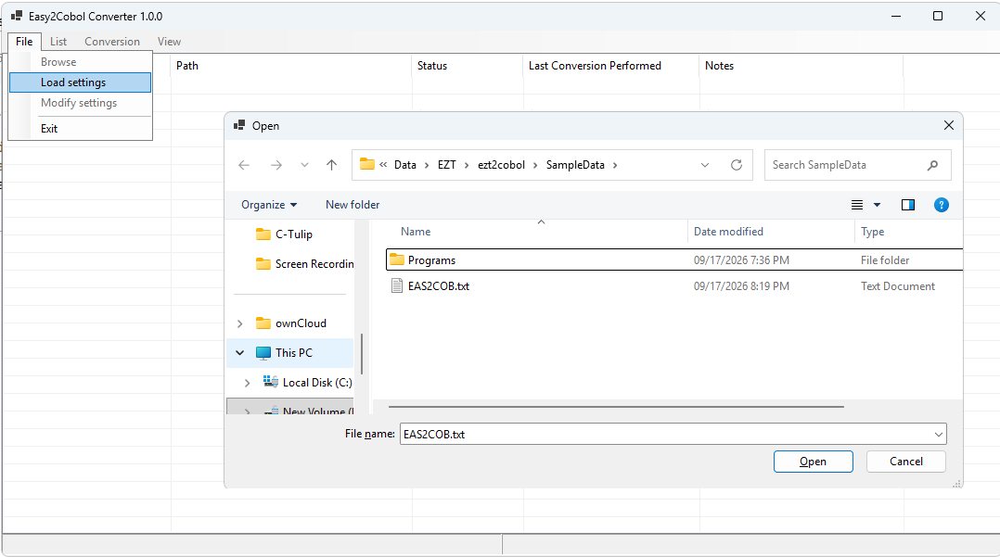 Easy2Cobol Converter 1.0.0
File List Conversion View
Browse
Load settings
Modify settings
Exit
Path Status Last Conversion Performed Notes
Open
« Data › EZT › ezt2cobol › SampleData ›
Search SampleData
Organize New folder
?
C-Tulip
Screen Recordin
ownCloud
This PC
Local Disk (C:)
New Volume (
Name Date modified Type
Programs 09/17/2026 7:36 PM File folder
EAS2COB.txt 09/17/2026 8:19 PM Text Document
File name: EAS2COB.txt
Open Cancel